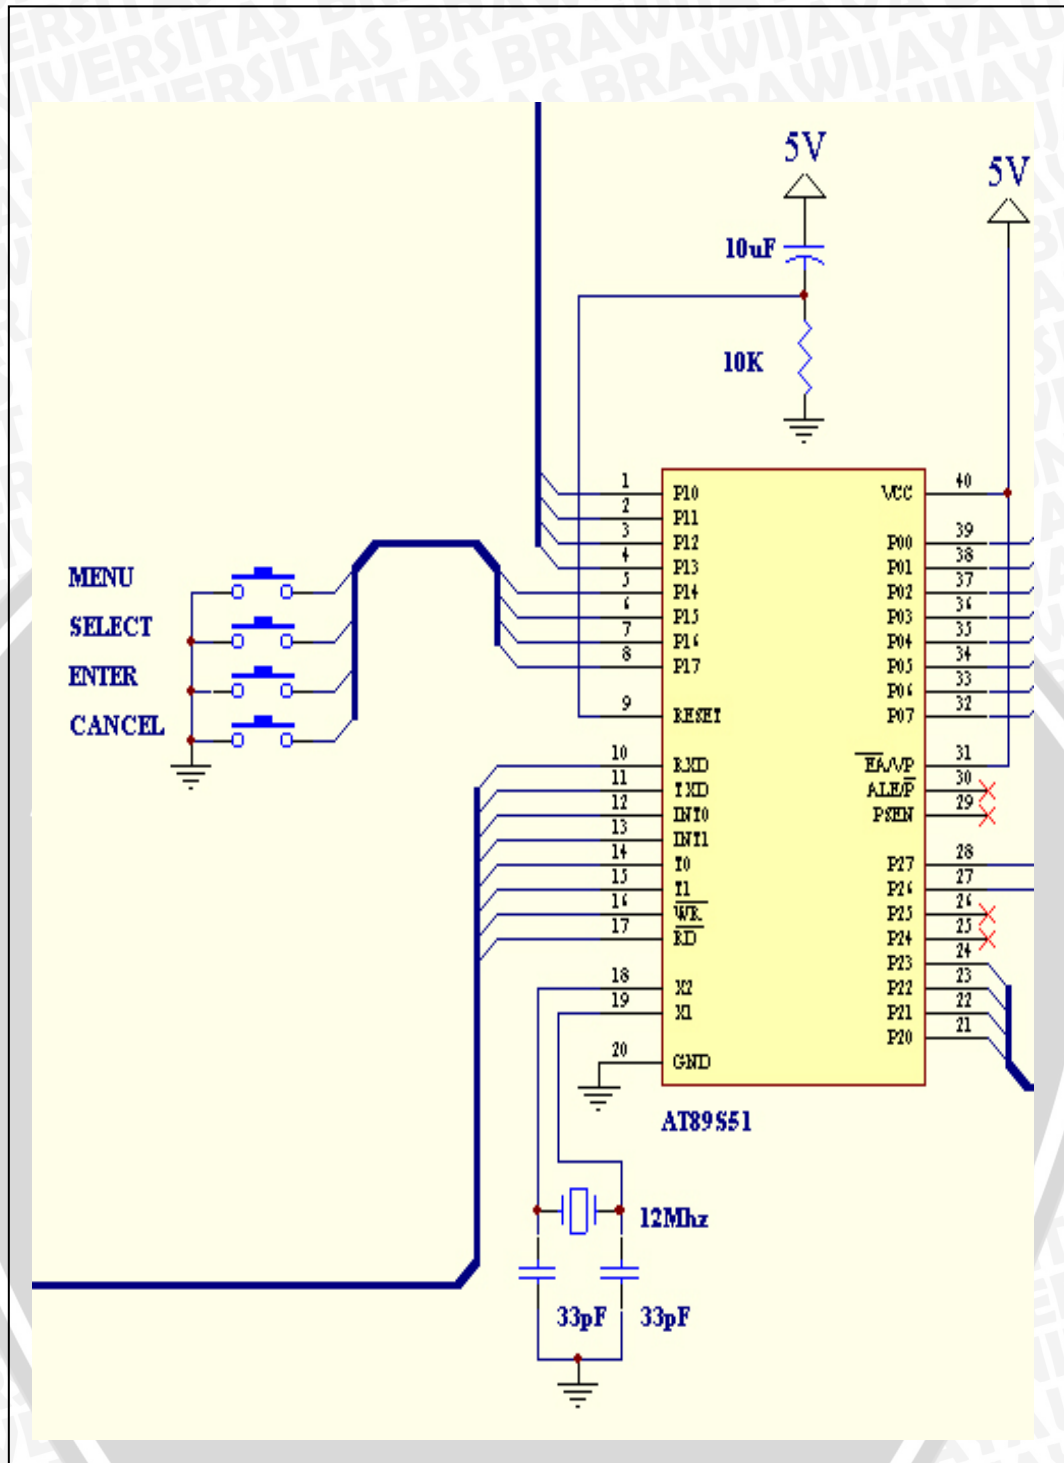 UNIVERSITAS BRAWIJAYA
5V
5V
10uF
10K
MENU
SELECT
ENTER
CANCEL
1 P10
2 P11
3 P12
4 P13
5 P14
6 P15
7 P16
8 P17
9 RESET
10 RXD
11 TXD
12 INT0
13 INT1
14 T0
15 T1
16 WR
17 RD
18 X2
19 X1
20 GND
VCC 40
P00 39
P01 38
P02 37
P03 36
P04 35
P05 34
P06 33
P07 32
EA/VP 31
ALE/P 30
PSEN 29
P27 28
P26 27
P25 26
P24 25
P23 24
P22 23
P21 22
P20 21
AT89S51
12Mhz
33pF 33pF